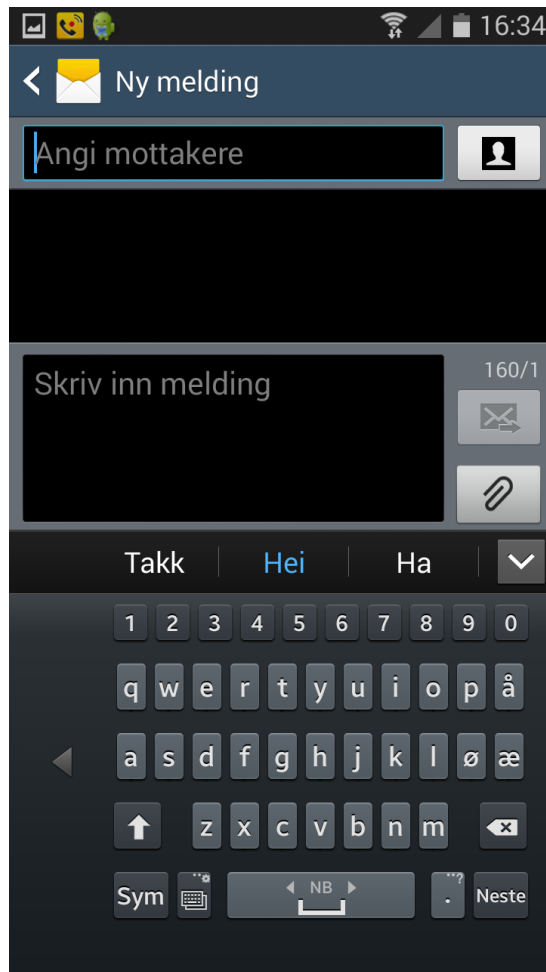 16:34
Ny melding
Angi mottakere
160/1
Skriv inn melding
Takk Hei Ha
1 2 3 4 5 6 7 8 9 0
q w e r t y u i o p å
a s d f g h j k l ø æ
z x c v b n m
Sym NB . ? Neste